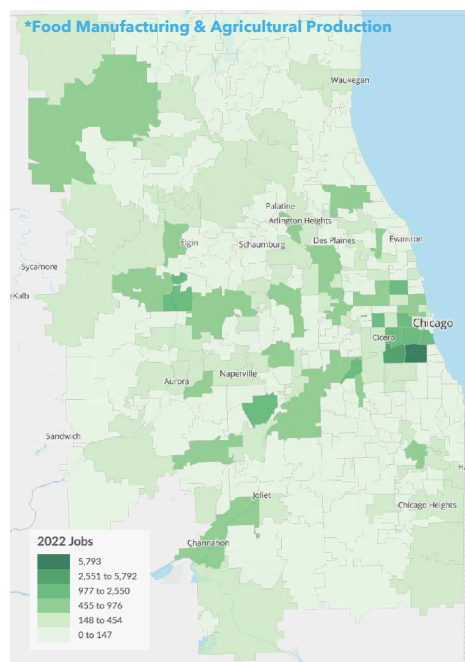 *Food Manufacturing & Agricultural Production
Waukegan
Palatine
Arlington Heights
Elgin
Schaumburg
Des Plaines
Evanston
Sycamore
eKalb
Chicago
Cicero
Naperville
Aurora
Sandwich
Joliet
Chicago Heights
Channahon
Ha
2022 Jobs
5,793
2,551 to 5,792
977 to 2,550
455 to 976
148 to 454
0 to 147